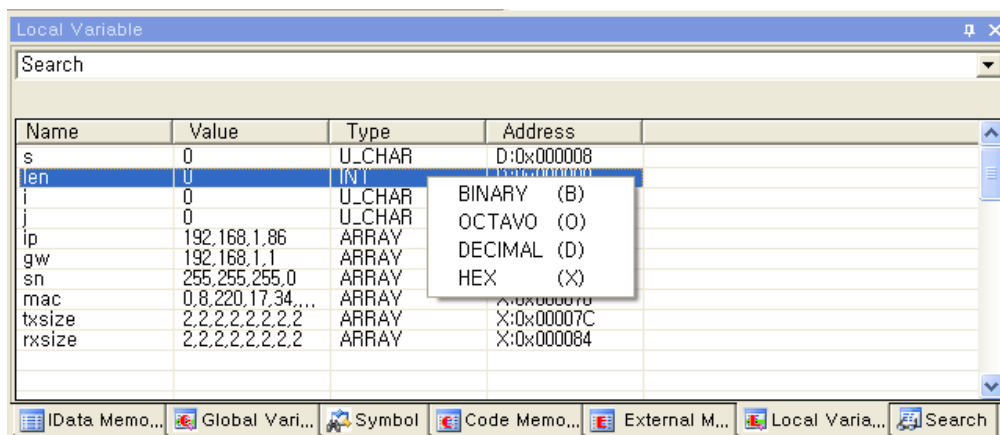 Local Variable
Search
Name Value Type Address
s 0 U_CHAR D:0x000008
len 0 INT
i 0 U_CHAR
j 0 U_CHAR
ip 192,168,1,86 ARRAY
gw 192,168,1,1 ARRAY
sn 255,255,255,0 ARRAY
mac 0,8,220,17,34,... ARRAY
txsize 2,2,2,2,2,2,2,2 ARRAY X:0x00007C
rxsize 2,2,2,2,2,2,2,2 ARRAY X:0x000084
BINARY (B)
OCTAVO (O)
DECIMAL (D)
HEX (X)
IData Memo... Global Vari... Symbol Code Memo... External M... Local Varia... Search